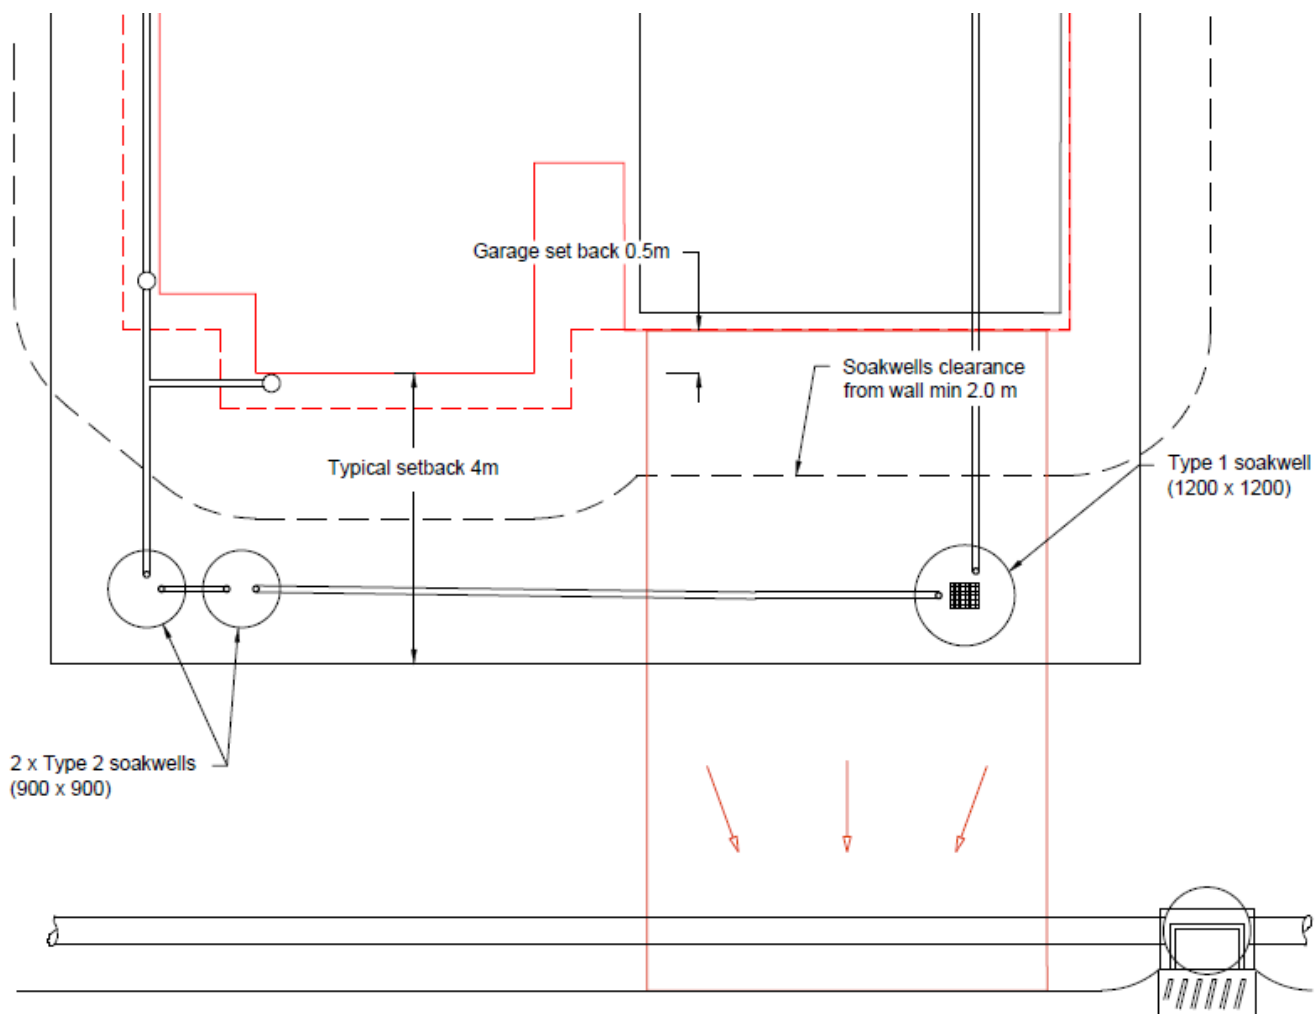 Garage set back 0.5m
Soakwells clearance
from wall min 2.0 m
Typical setback 4m
Type 1 soakwell
(1200 x 1200)
2 x Type 2 soakwells
(900 x 900)